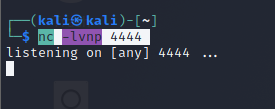 ┌──(kali㉿kali)-[~]
└─$ nc -lvnp 4444
listening on [any] 4444 ...